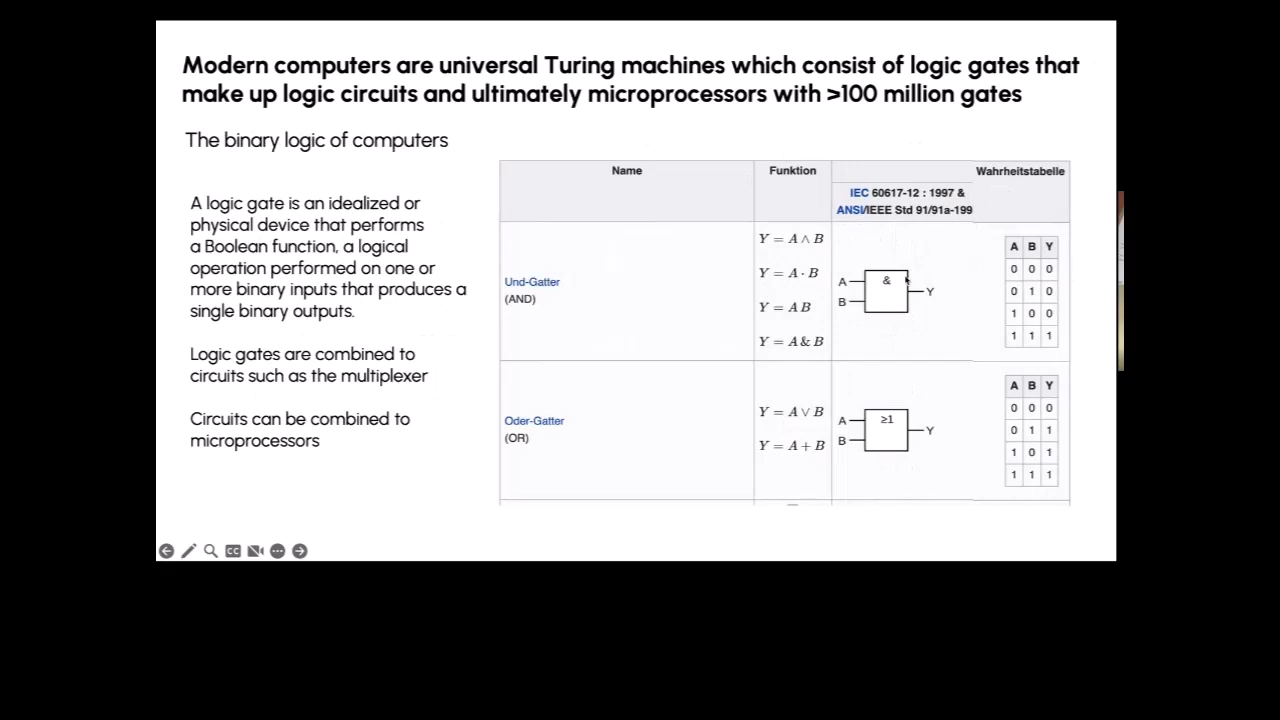 Modern computers are universal Turing machines which consist of logic gates that
make up logic circuits and ultimately microprocessors with >100 million gates
The binary logic of computers
A logic gate is an idealized or
physical device that performs
a Boolean function, a logical
operation performed on one or
more binary inputs that produces a
single binary outputs.
Logic gates are combined to
circuits such as the multiplexer
Circuits can be combined to
microprocessors
Name Funktion Wahrheitstabelle
IEC 60617-12 : 1997 &
ANSI/IEEE Std 91/91a-199
Und-Gatter
(AND)
Y = A ∧ B
Y = A · B
Y = A B
Y = A & B
A
B
&
Y
A B Y
0 0 0
0 1 0
1 0 0
1 1 1
Oder-Gatter
(OR)
Y = A ∨ B
Y = A + B
A
B
≥1
Y
A B Y
0 0 0
0 1 1
1 0 1
1 1 1
CC